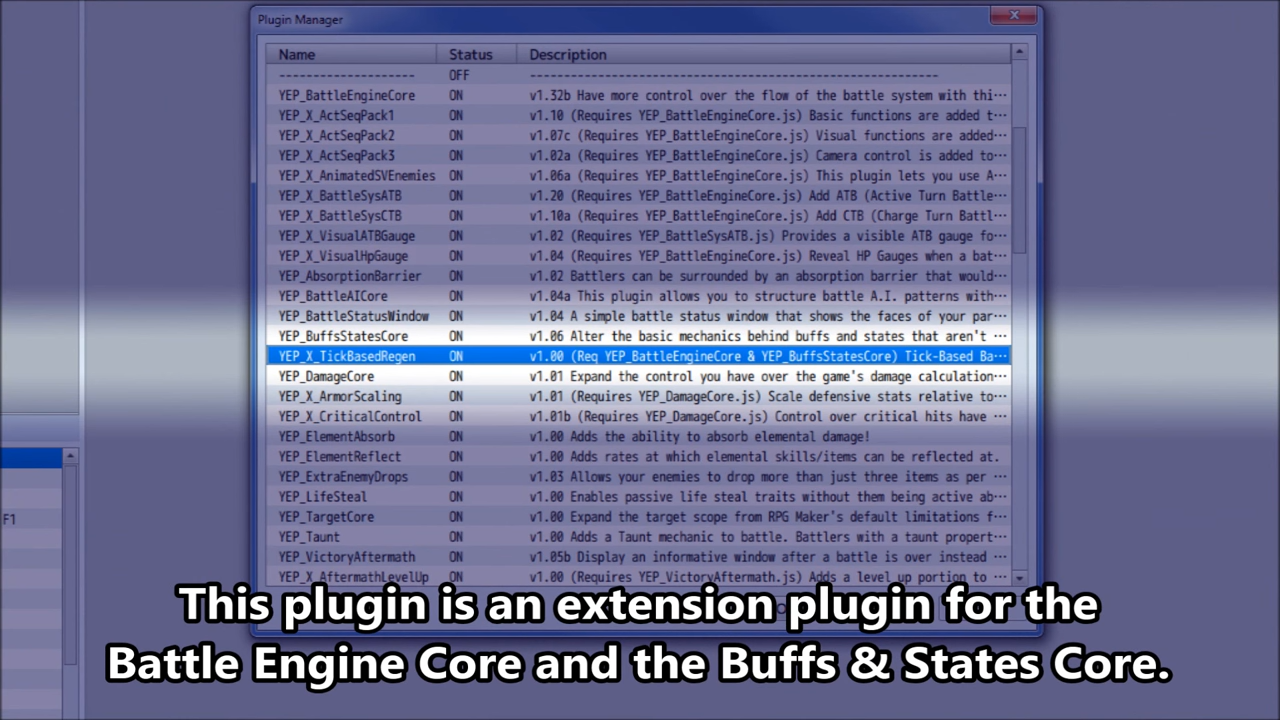 Plugin Manager
Name Status Description
-------------------- OFF ------------------------------------------------------------
YEP_BattleEngineCore ON v1.32b Have more control over the flow of the battle system with thi···
YEP_X_ActSeqPack1 ON v1.10 (Requires YEP_BattleEngineCore.js) Basic functions are added t···
YEP_X_ActSeqPack2 ON v1.07c (Requires YEP_BattleEngineCore.js) Visual functions are added···
YEP_X_ActSeqPack3 ON v1.02a (Requires YEP_BattleEngineCore.js) Camera control is added to···
YEP_X_AnimatedSVEnemies ON v1.06a (Requires YEP_BattleEngineCore.js) This plugin lets you use A···
YEP_X_BattleSysATB ON v1.20 (Requires YEP_BattleEngineCore.js) Add ATB (Active Turn Battle···
YEP_X_BattleSysCTB ON v1.10a (Requires YEP_BattleEngineCore.js) Add CTB (Charge Turn Battl···
YEP_X_VisualATBGauge ON v1.02 (Requires YEP_BattleSysATB.js) Provides a visible ATB gauge fo···
YEP_X_VisualHpGauge ON v1.04 (Requires YEP_BattleEngineCore.js) Reveal HP Gauges when a bat···
YEP_AbsorptionBarrier ON v1.02 Battlers can be surrounded by an absorption barrier that would···
YEP_BattleAICore ON v1.04a This plugin allows you to structure battle A.I. patterns with···
YEP_BattleStatusWindow ON v1.04 A simple battle status window that shows the faces of your par···
YEP_BuffsStatesCore ON v1.06 Alter the basic mechanics behind buffs and states that aren't ···
YEP_X_TickBasedRegen ON v1.00 (Req YEP_BattleEngineCore & YEP_BuffsStatesCore) Tick-Based Ba···
YEP_DamageCore ON v1.01 Expand the control you have over the game's damage calculation···
YEP_X_ArmorScaling ON v1.01 (Requires YEP_DamageCore.js) Scale defensive stats relative to···
YEP_X_CriticalControl ON v1.01b (Requires YEP_DamageCore.js) Control over critical hits have ···
YEP_ElementAbsorb ON v1.00 Adds the ability to absorb elemental damage!
YEP_ElementReflect ON v1.00 Adds rates at which elemental skills/items can be reflected at.
YEP_ExtraEnemyDrops ON v1.03 Allows your enemies to drop more than just three items as per ···
YEP_LifeSteal ON v1.00 Enables passive life steal traits without them being active ab···
F1
YEP_TargetCore ON v1.00 Expand the target scope from RPG Maker's default limitations f···
YEP_Taunt ON v1.00 Adds a Taunt mechanic to battle. Battlers with a taunt propert···
YEP_VictoryAftermath ON v1.05b Display an informative window after a battle is over instead ···
YEP_X_AftermathLevelUp ON v1.00 (Requires YEP_VictoryAftermath.js) Adds a level up portion to ···
This plugin is an extension plugin for the
Battle Engine Core and the Buffs & States Core.